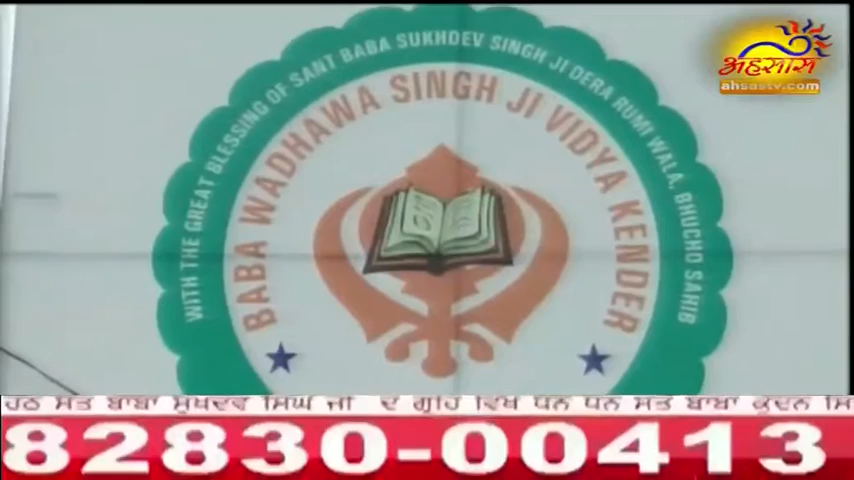 अहसास
ahsastv.com
WITH THE GREAT BLESSING OF SANT BABA SUKHDEV SINGH JI DERA RUMI WALA, BHUCHO SAHIB
BABA WADHAWA SINGH JI VIDYA KENDER
ਸੰਤ ਬਾਬਾ ਸੁਖਦੇਵ ਸਿੰਘ ਜੀ ਦੇ ਗ੍ਰਹਿ ਵਿਖੇ ਧੰਨ ਧੰਨ ਸੰਤ ਬਾਬਾ ਕੁੰਦਨ
82830-00413